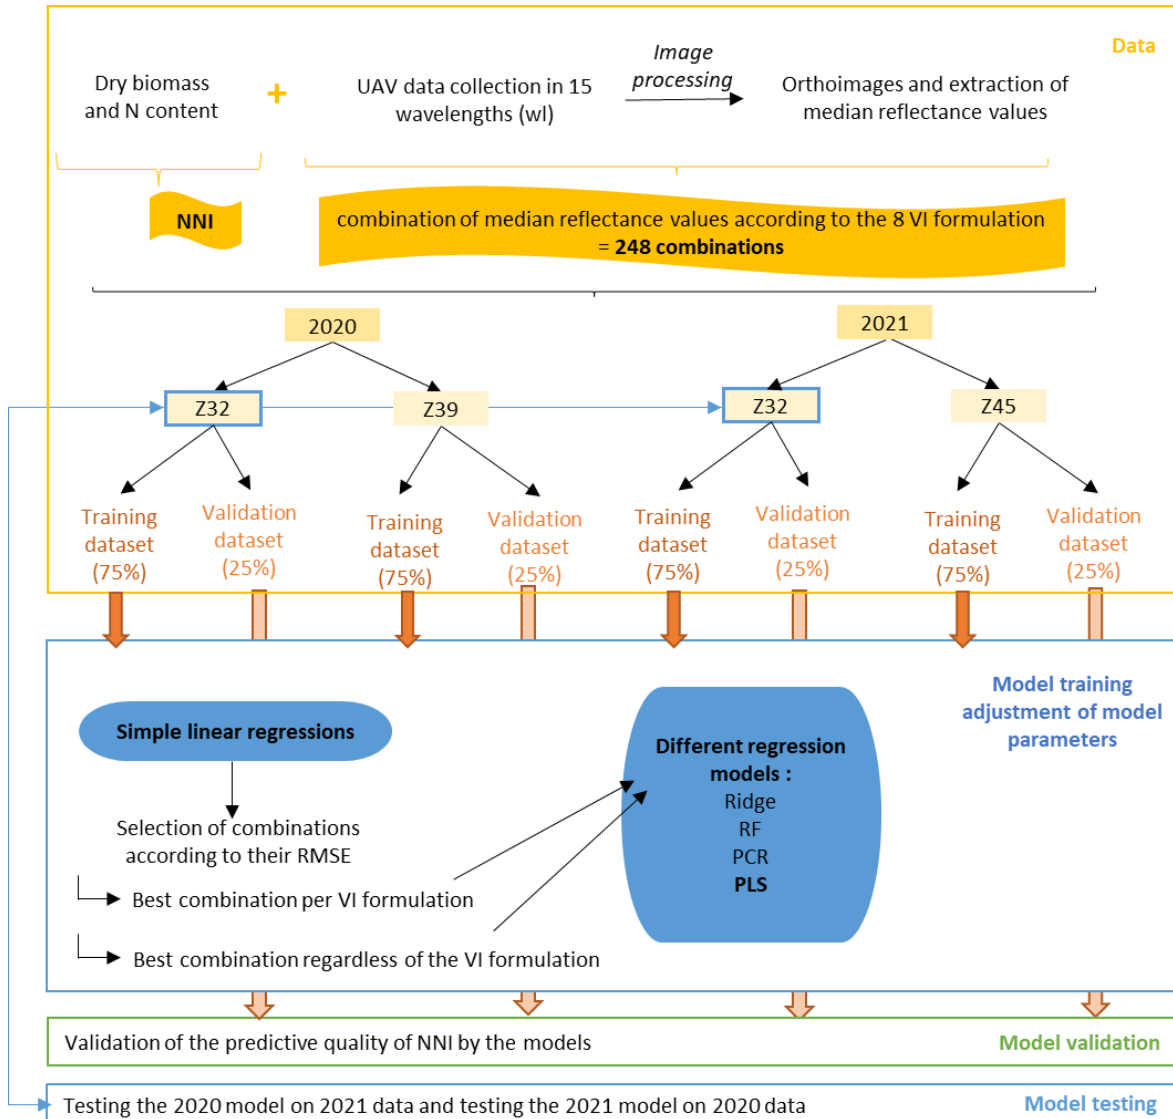 Data
Image
processing
Dry biomass
and N content
+
UAV data collection in 15
wavelengths (wl)
Orthoimages and extraction of
median reflectance values
NNI
combination of median reflectance values according to the 8 VI formulation
= 248 combinations
2020
2021
Z32
Z39
Z32
Z45
Training
dataset
(75%)
Validation
dataset
(25%)
Training
dataset
(75%)
Validation
dataset
(25%)
Training
dataset
(75%)
Validation
dataset
(25%)
Training
dataset
(75%)
Validation
dataset
(25%)
Model training
adjustment of model
parameters
Simple linear regressions
Selection of combinations
according to their RMSE
Best combination per VI formulation
Best combination regardless of the VI formulation
Different regression
models :
Ridge
RF
PCR
PLS
Validation of the predictive quality of NNI by the models
Model validation
Testing the 2020 model on 2021 data and testing the 2021 model on 2020 data
Model testing